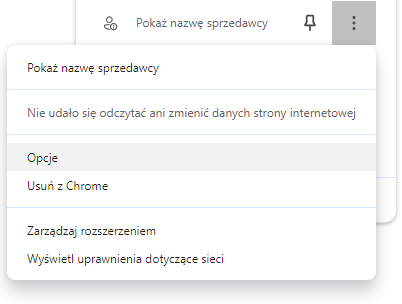 Pokaż nazwę sprzedawcy
Pokaż nazwę sprzedawcy
Nie udało się odczytać ani zmienić danych strony internetowej
Opcje
Usuń z Chrome
Zarządzaj rozszerzeniem
Wyświetl uprawnienia dotyczące sieci